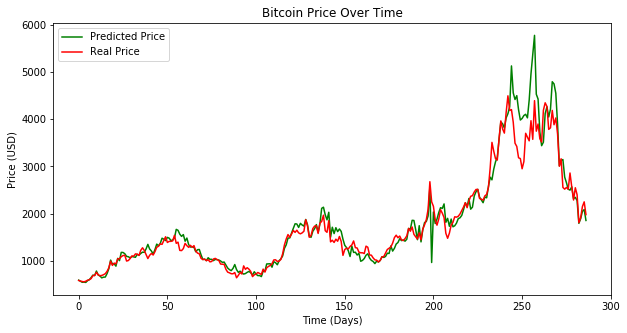 Bitcoin Price Over Time
Predicted Price
Real Price
6000
5000
4000
3000
2000
1000
Price (USD)
0
50
100
150
200
250
300
Time (Days)